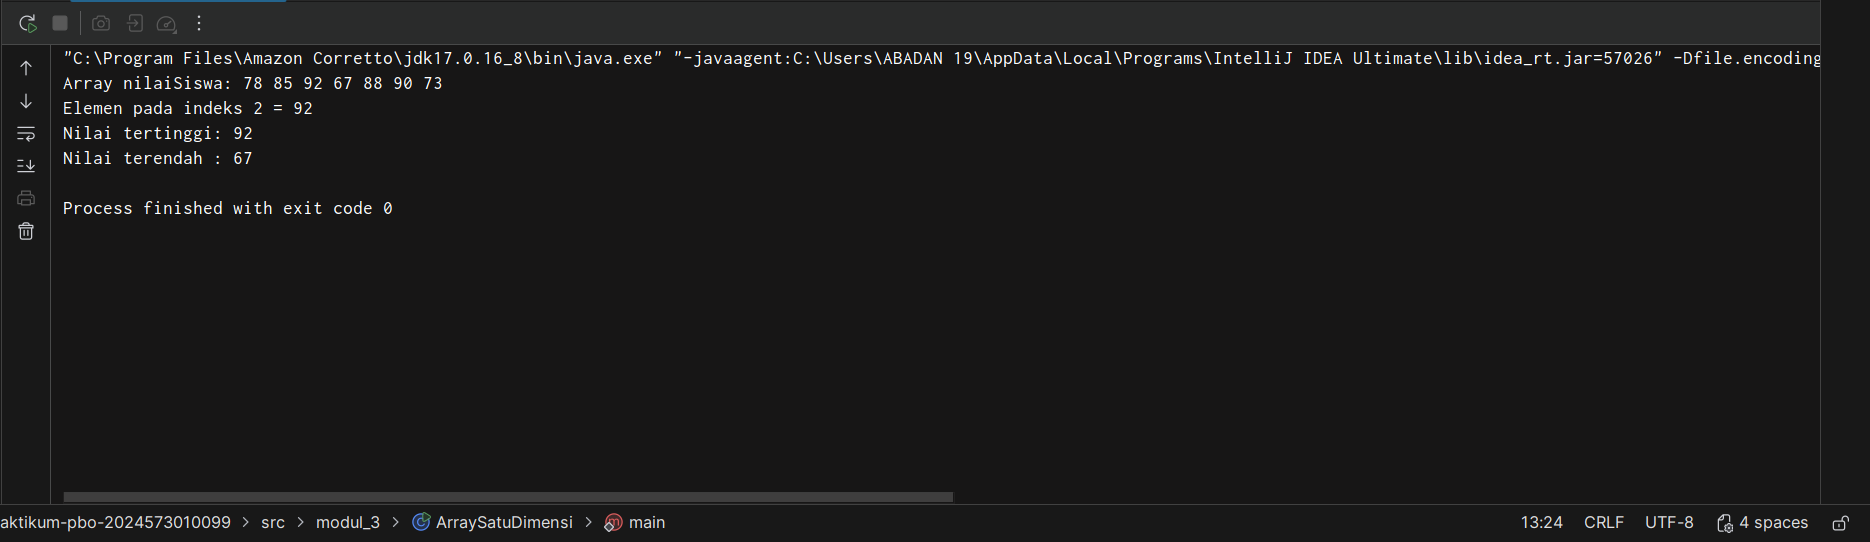 "C:\Program Files\Amazon Corretto\jdk17.0.16_8\bin\java.exe" "-javaagent:C:\Users\ABADAN 19\AppData\Local\Programs\IntelliJ IDEA Ultimate\lib\idea_rt.jar=57026" -Dfile.encoding
Array nilaiSiswa: 78 85 92 67 88 90 73
Elemen pada indeks 2 = 92
Nilai tertinggi: 92
Nilai terendah : 67
Process finished with exit code 0
aktikum-pbo-2024573010099 > src > modul_3 > ArraySatuDimensi > m main 13:24 CRLF UTF-8 4 spaces